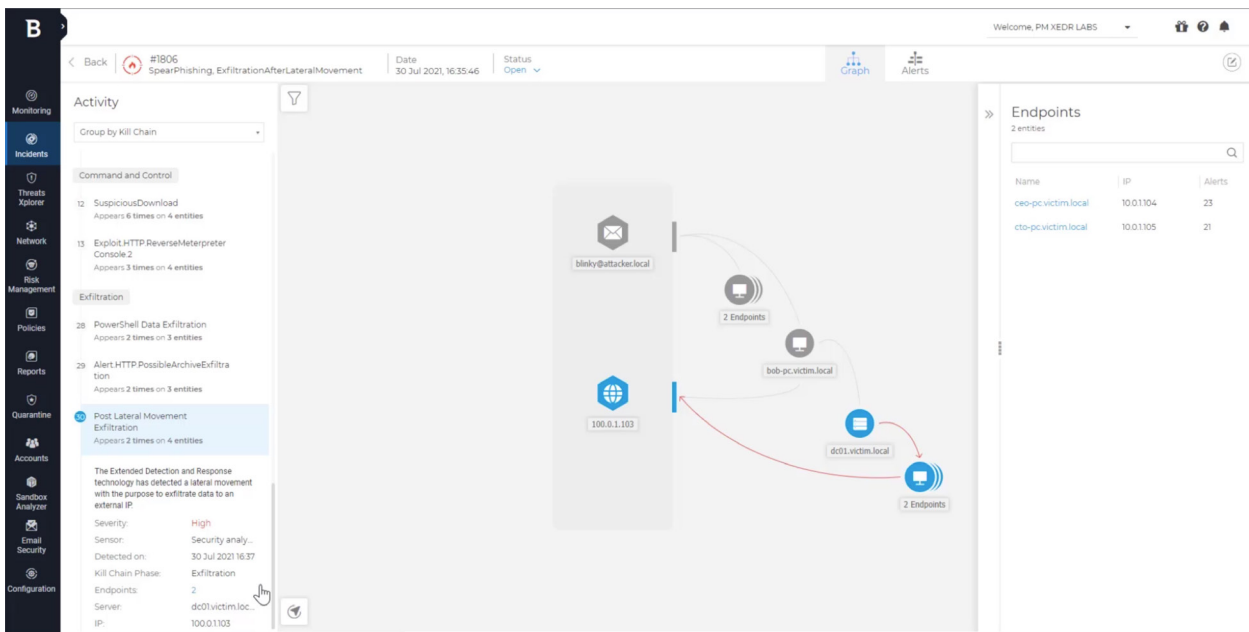 B
Welcome, PM XEDR LABS
Back
#1806
SpearPhishing, ExfiltrationAfterLateralMovement
Date
30 Jul 2021, 16:35:46
Status
Open
Graph
Alerts
Monitoring
Incidents
Threats
Xplorer
Network
Risk
Management
Policies
Reports
Quarantine
Accounts
Sandbox
Analyzer
Email
Security
Configuration
Activity
Group by Kill Chain
Command and Control
12 SuspiciousDownload
Appears 6 times on 4 entities
13 Exploit.HTTP.ReverseMeterpreter
Console.2
Appears 3 times on 4 entities
Exfiltration
28 PowerShell Data Exfiltration
Appears 2 times on 3 entities
29 Alert.HTTP.PossibleArchiveExfiltra
tion
Appears 2 times on 3 entities
30 Post Lateral Movement
Exfiltration
Appears 2 times on 4 entities
The Extended Detection and Response
technology has detected a lateral movement
with the purpose to exfiltrate data to an
external IP.
Severity: High
Sensor: Security analy...
Detected on: 30 Jul 2021 16:37
Kill Chain Phase: Exfiltration
Endpoints: 2
Server: dc01.victim.loc...
IP: 100.0.1.103
blinky@attacker.local
2 Endpoints
bob-pc.victim.local
100.0.1.103
dc01.victim.local
2 Endpoints
Endpoints
2 entities
Name IP Alerts
ceo-pc.victim.local 10.0.1.104 23
cto-pc.victim.local 10.0.1.105 21